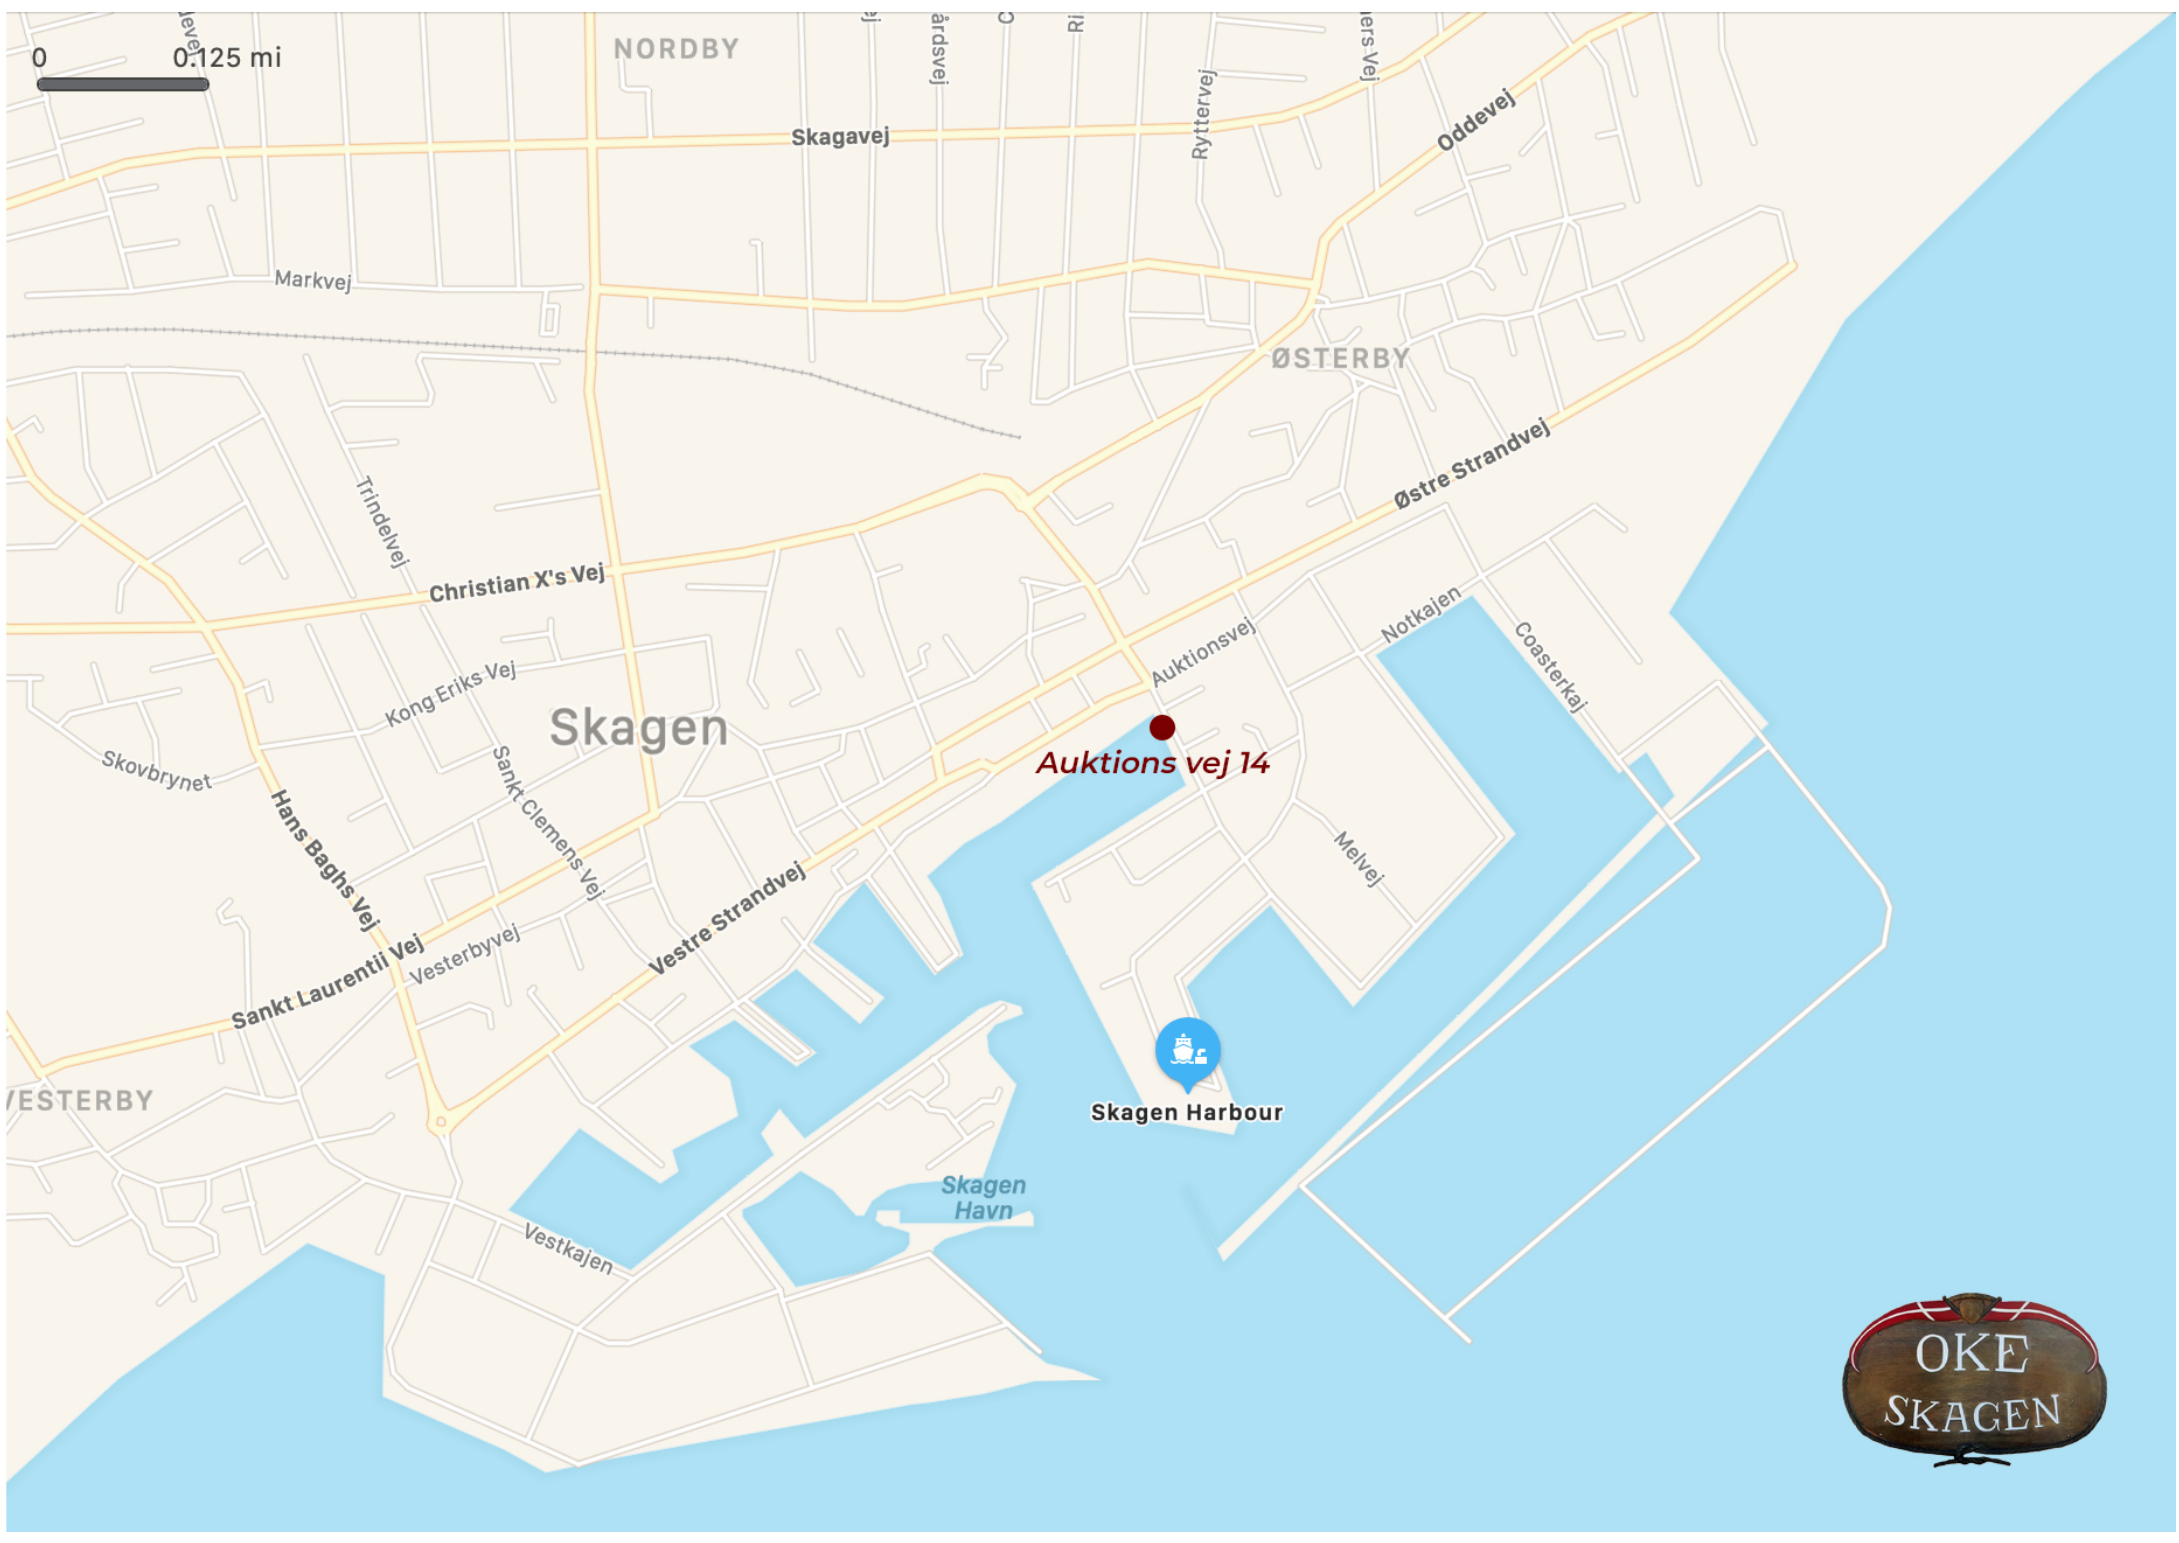 0
0.125 mi
NORDBY
Skagavej
Ryttervej
Oddevej
Markvej
ØSTERBY
Østre Strandvej
Trindelvej
Christian X's Vej
Notkajen
Auktionsvej
Coasterkaj
Kong Eriks Vej
Skagen
Skovbrynet
Auktions vej 14
Sankt Clemens Vej
Hans Baghs Vej
Melvej
Vestre Strandvej
Sankt Laurentii Vej
Vesterbyvej
VESTERBY
Skagen Harbour
Skagen
Havn
Vestkajen
OKE
SKAGEN